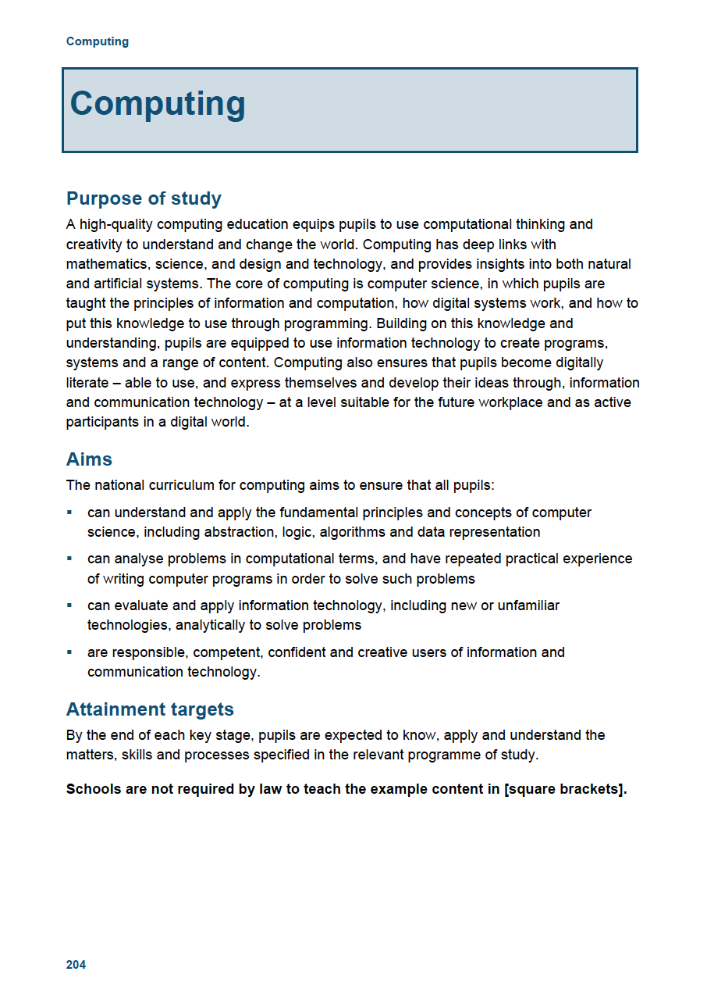 Computing
Computing
Purpose of study
A high-quality computing education equips pupils to use computational thinking and
creativity to understand and change the world. Computing has deep links with
mathematics, science, and design and technology, and provides insights into both natural
and artificial systems. The core of computing is computer science, in which pupils are
taught the principles of information and computation, how digital systems work, and how to
put this knowledge to use through programming. Building on this knowledge and
understanding, pupils are equipped to use information technology to create programs,
systems and a range of content. Computing also ensures that pupils become digitally
literate – able to use, and express themselves and develop their ideas through, information
and communication technology – at a level suitable for the future workplace and as active
participants in a digital world.
Aims
The national curriculum for computing aims to ensure that all pupils:
▪ can understand and apply the fundamental principles and concepts of computer
science, including abstraction, logic, algorithms and data representation
▪ can analyse problems in computational terms, and have repeated practical experience
of writing computer programs in order to solve such problems
▪ can evaluate and apply information technology, including new or unfamiliar
technologies, analytically to solve problems
▪ are responsible, competent, confident and creative users of information and
communication technology.
Attainment targets
By the end of each key stage, pupils are expected to know, apply and understand the
matters, skills and processes specified in the relevant programme of study.
Schools are not required by law to teach the example content in [square brackets].
204